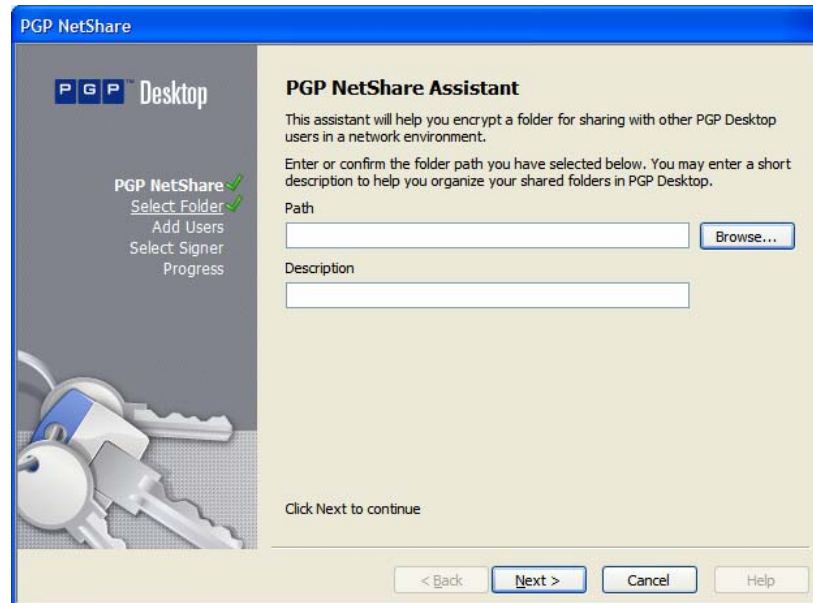 PGP NetShare
PGP™ Desktop
PGP NetShare
Select Folder
Add Users
Select Signer
Progress
PGP NetShare Assistant
This assistant will help you encrypt a folder for sharing with other PGP Desktop
users in a network environment.
Enter or confirm the folder path you have selected below. You may enter a short
description to help you organize your shared folders in PGP Desktop.
Path
Browse...
Description
Click Next to continue
< Back
Next >
Cancel
Help